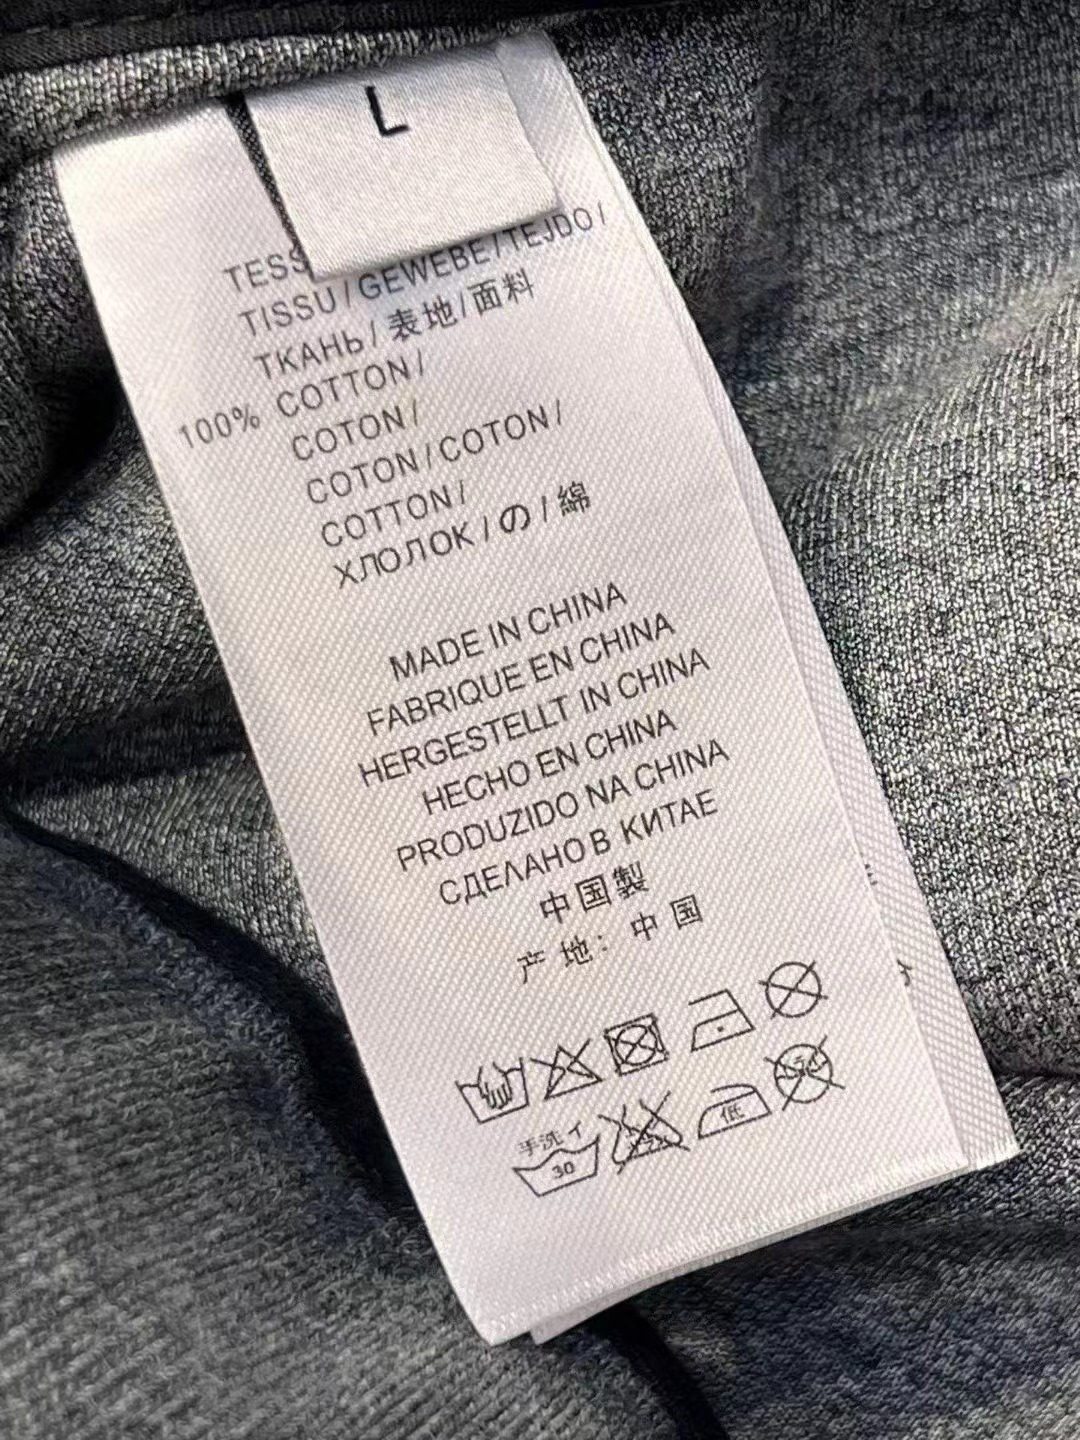 L
TESS
TISSU / GEWEBE / TEJDO /
ТКАНЬ / 表地 / 面料
100% COTTON /
COTON /
COTON / COTON /
COTTON /
ХЛОЛОК / の / 綿
MADE IN CHINA
FABRIQUE EN CHINA
HERGESTELLT IN CHINA
HECHO EN CHINA
PRODUZIDO NA CHINA
СДЕЛАНО В КИТАЕ
中国製
产地：中国
手洗イ
30
低